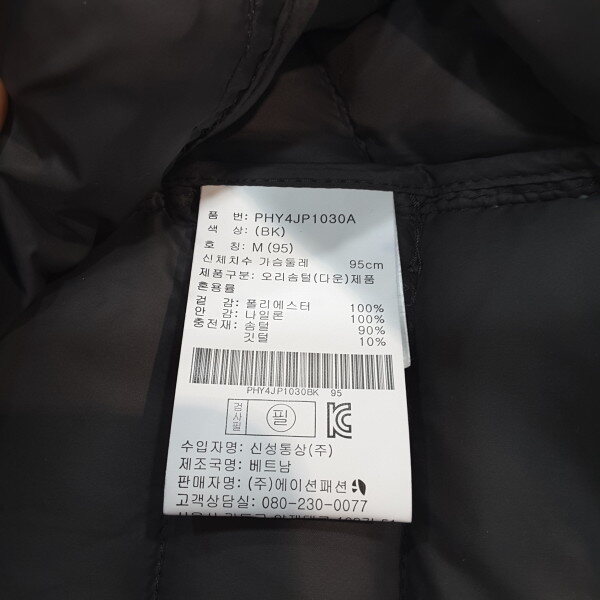 품 번: PHY4JP1030A
색 상: (BK)
호 칭: M (95)
신체치수 가슴둘레 95cm
제품구분: 오리솜털(다운)제품
혼용율
겉 감: 폴리에스터 100%
안 감: 나일론 100%
충전재: 솜털 90%
깃털 10%
PHY4JP1030BK 95
검사필 필
수입자명: 신성통상(주)
제조국명: 베트남
판매자명: (주)에이션패션
고객상담실: 080-230-0077